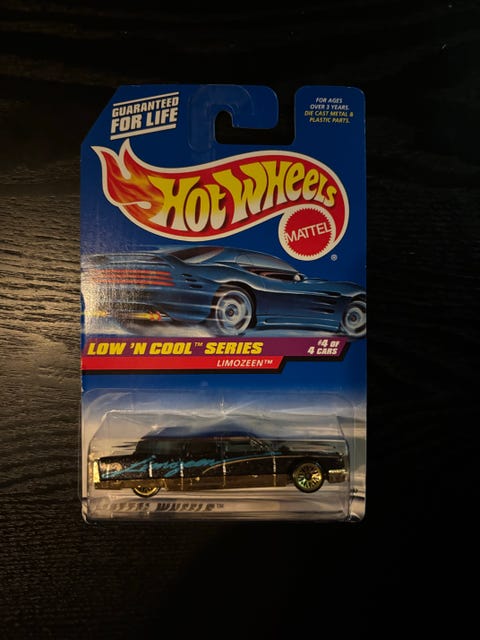 GUARANTEED
FOR LIFE
FOR AGES
OVER 3 YEARS.
DIE CAST METAL &
PLASTIC PARTS.
Hot Wheels
MATTEL
®
LOW 'N COOL™ SERIES
#4 OF
4 CARS
LIMOZEEN™
Limozeen